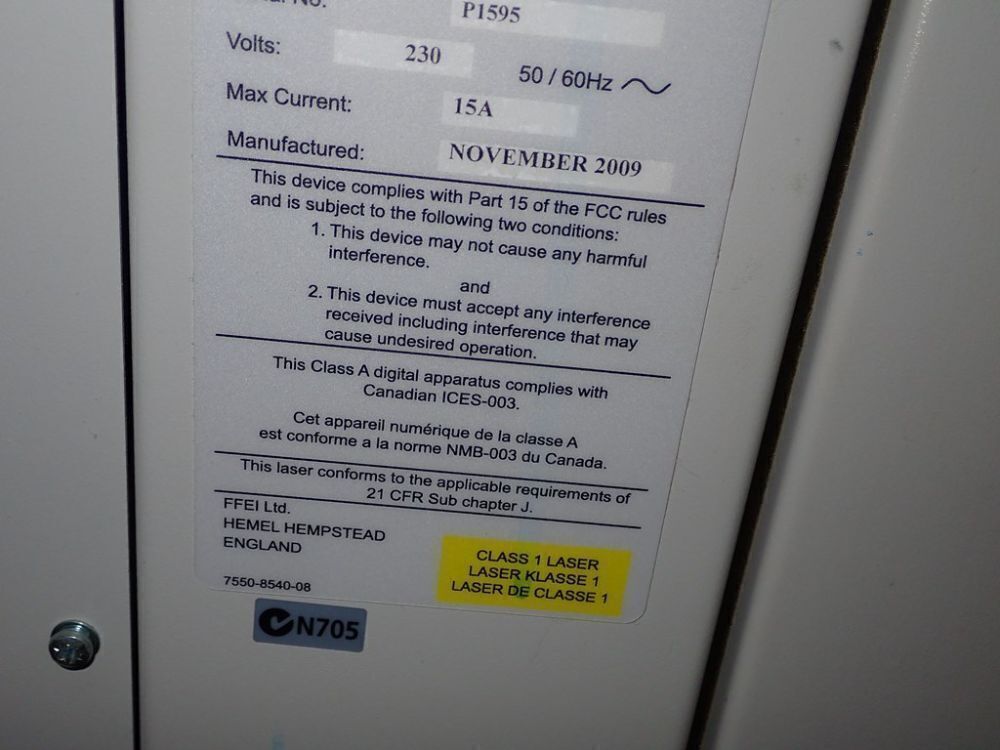 No. P1595
Volts: 230 50 / 60Hz
Max Current: 15A
Manufactured: NOVEMBER 2009
This device complies with Part 15 of the FCC rules
and is subject to the following two conditions:
1. This device may not cause any harmful
interference.
and
2. This device must accept any interference
received including interference that may
cause undesired operation.
This Class A digital apparatus complies with
Canadian ICES-003.
Cet appareil numérique de la classe A
est conforme a la norme NMB-003 du Canada.
This laser conforms to the applicable requirements of
21 CFR Sub chapter J.
FFEI Ltd.
HEMEL HEMPSTEAD
ENGLAND
7550-8540-08
CLASS 1 LASER
LASER KLASSE 1
LASER DE CLASSE 1
N705